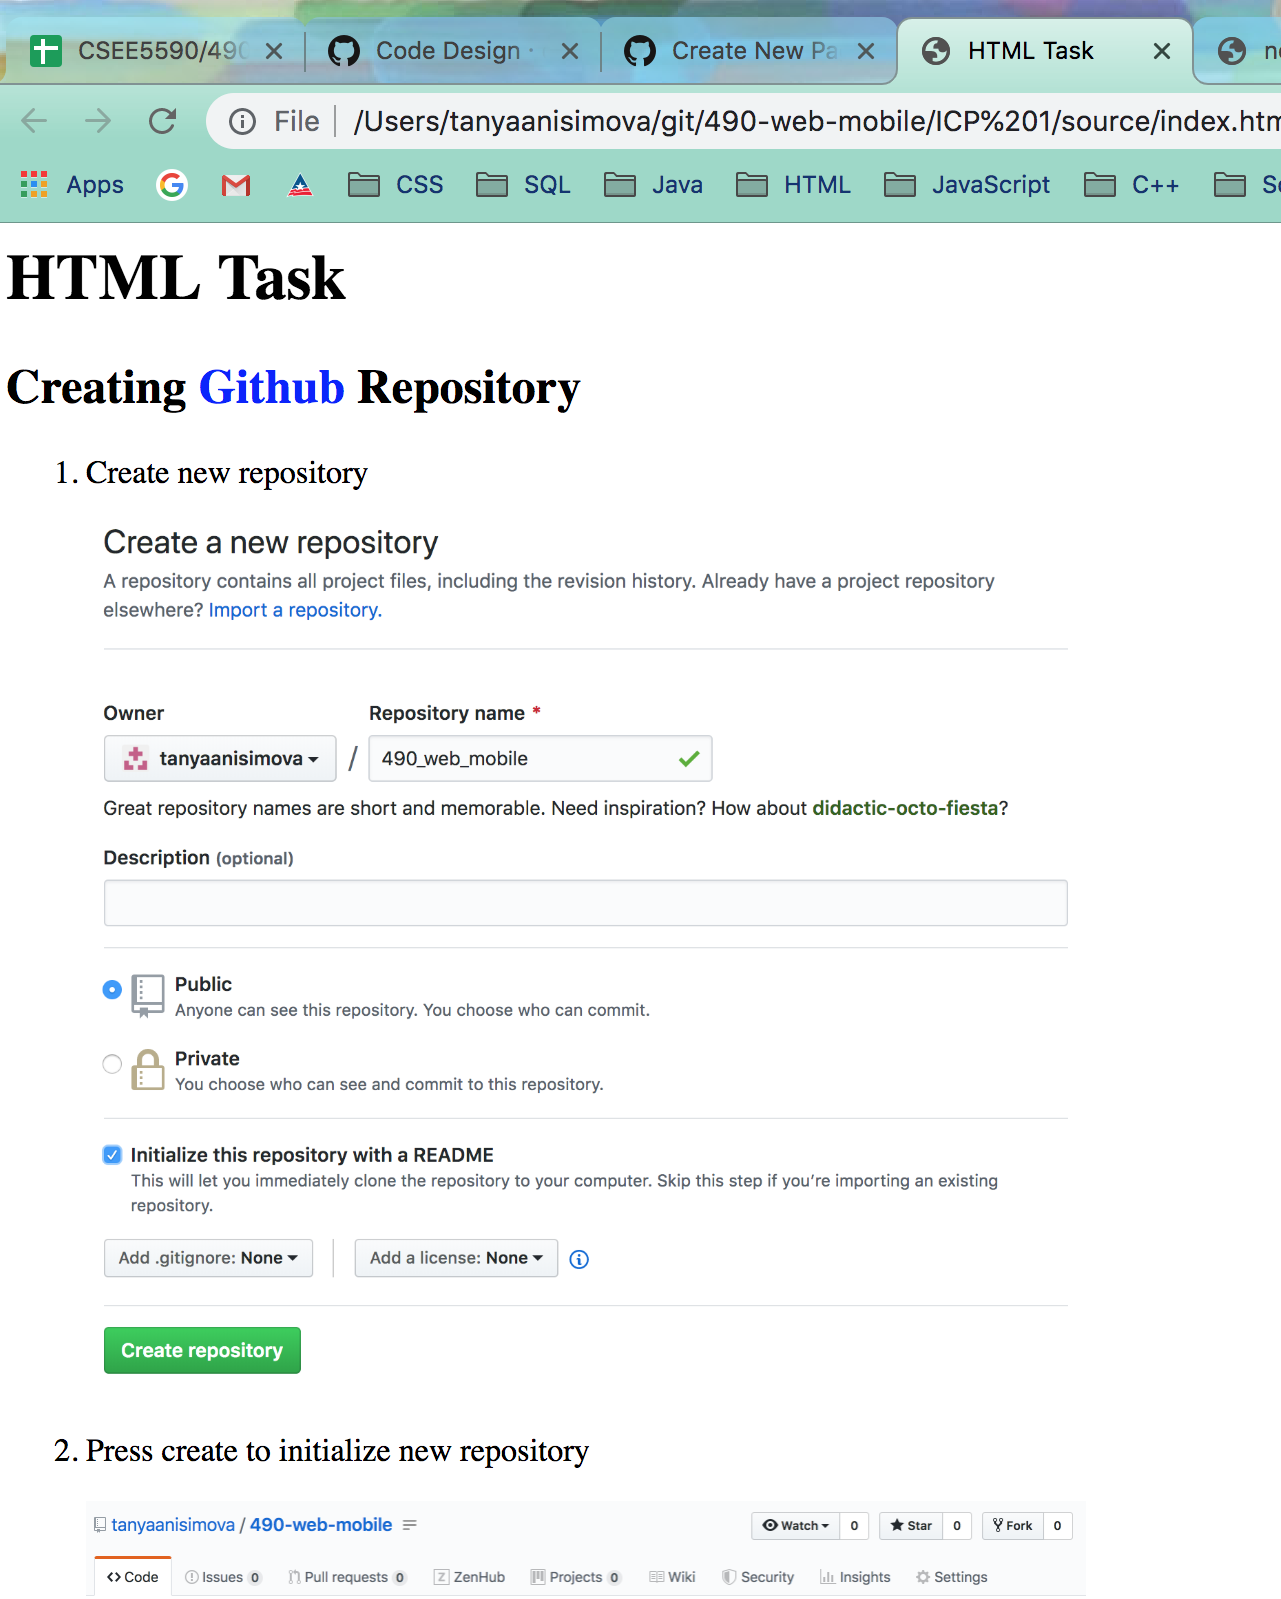 CSEE5590/490
Code Design ·
Create New Pa
HTML Task
File
/Users/tanyaanisimova/git/490-web-mobile/ICP%201/source/index.htm
Apps
CSS
SQL
Java
HTML
JavaScript
C++
HTML Task
Creating Github Repository
1. Create new repository
Create a new repository
A repository contains all project files, including the revision history. Already have a project repository
elsewhere? Import a repository.
Owner
Repository name *
tanyaanisimova
/
490_web_mobile
Great repository names are short and memorable. Need inspiration? How about didactic-octo-fiesta?
Description (optional)
Public
Anyone can see this repository. You choose who can commit.
Private
You choose who can see and commit to this repository.
Initialize this repository with a README
This will let you immediately clone the repository to your computer. Skip this step if you're importing an existing
repository.
Add .gitignore: None
Add a license: None
Create repository
2. Press create to initialize new repository
tanyaanisimova / 490-web-mobile
Watch 0
Star 0
Fork 0
Code
Issues 0
Pull requests 0
ZenHub
Projects 0
Wiki
Security
Insights
Settings